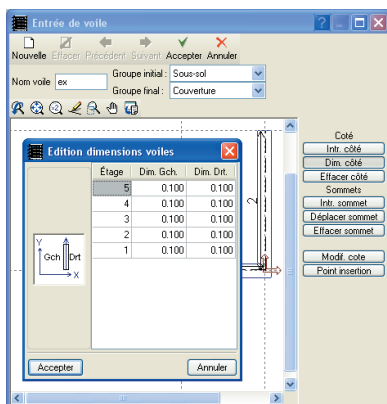 Entrée de voile
Nouvelle Effacer Précédent Suivant Accepter Annuler
Nom voile ex
Groupe initial : Sous-sol
Groupe final : Couverture
Edition dimensions voiles
Étage Dim. Gch. Dim. Drt.
5 0.100 0.100
4 0.100 0.100
3 0.100 0.100
2 0.100 0.100
1 0.100 0.100
Y
Gch Drt
X
Accepter Annuler
2
Coté
Intr. côté
Dim. côté
Effacer côté
Sommets
Intr. sommet
Déplacer sommet
Effacer sommet
Modif. cote
Point insertion